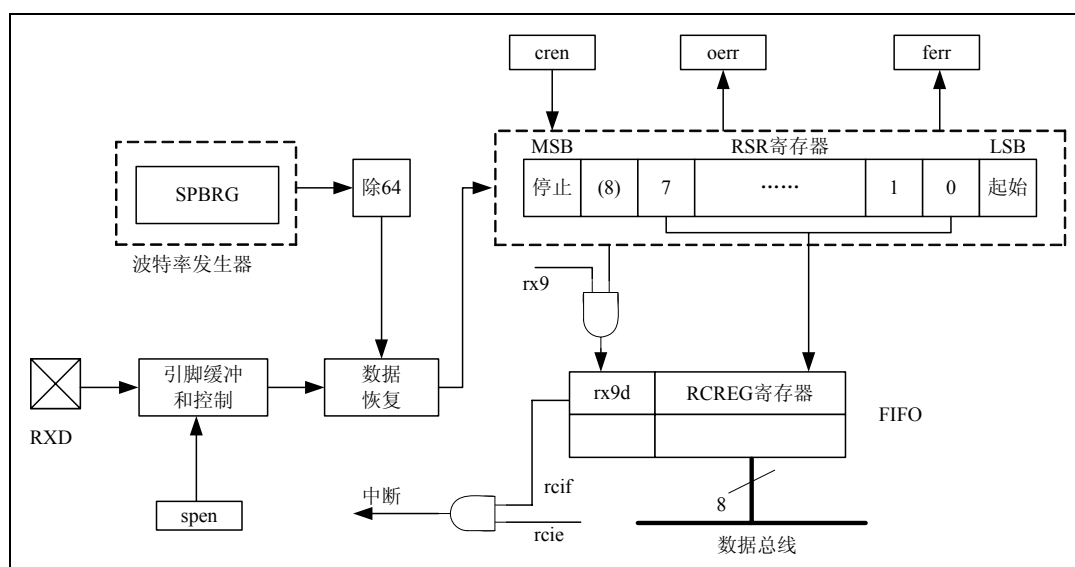 cren
oerr
ferr
MSB
RSR寄存器
LSB
停止
(8)
7
……
1
0
起始
SPBRG
除64
波特率发生器
rx9
引脚缓冲
和控制
数据
恢复
RXD
rx9d
RCREG寄存器
FIFO
spen
中断
rcif
rcie
8
数据总线